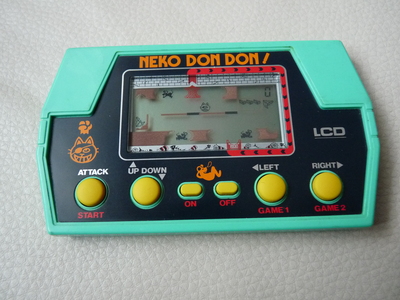 NEKO DON DON!
LCD
ATTACK
UP DOWN
LEFT
RIGHT
START
ON
OFF
GAME 1
GAME 2